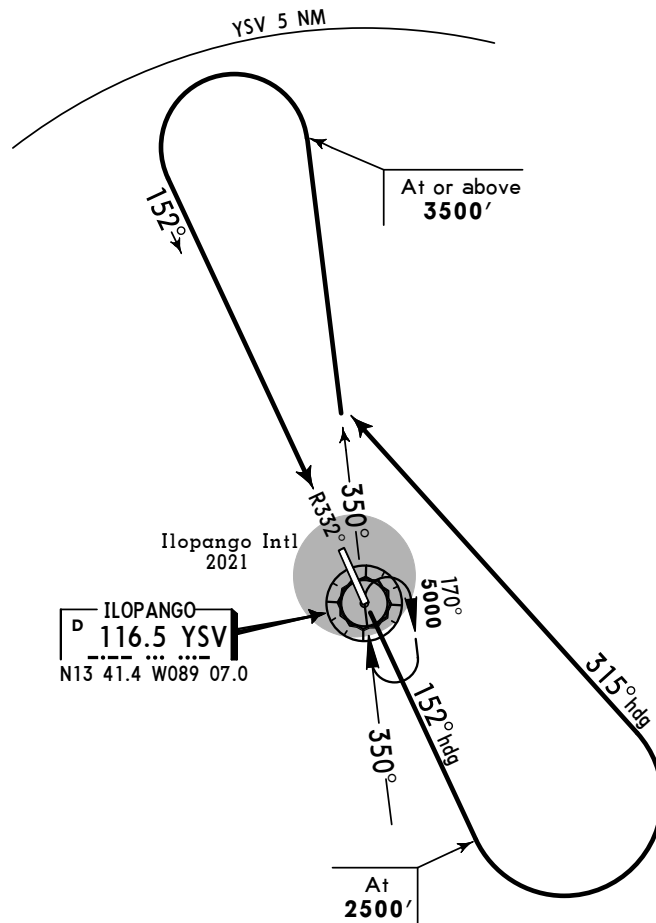 YSV 5 NM
At or above
3500'
152°
R332°
350°
Ilopango Intl
2021
170°
5000
ILOPANGO
D 116.5 YSV
N13 41.4 W089 07.0
315° hdg
152° hdg
350°
At
2500'